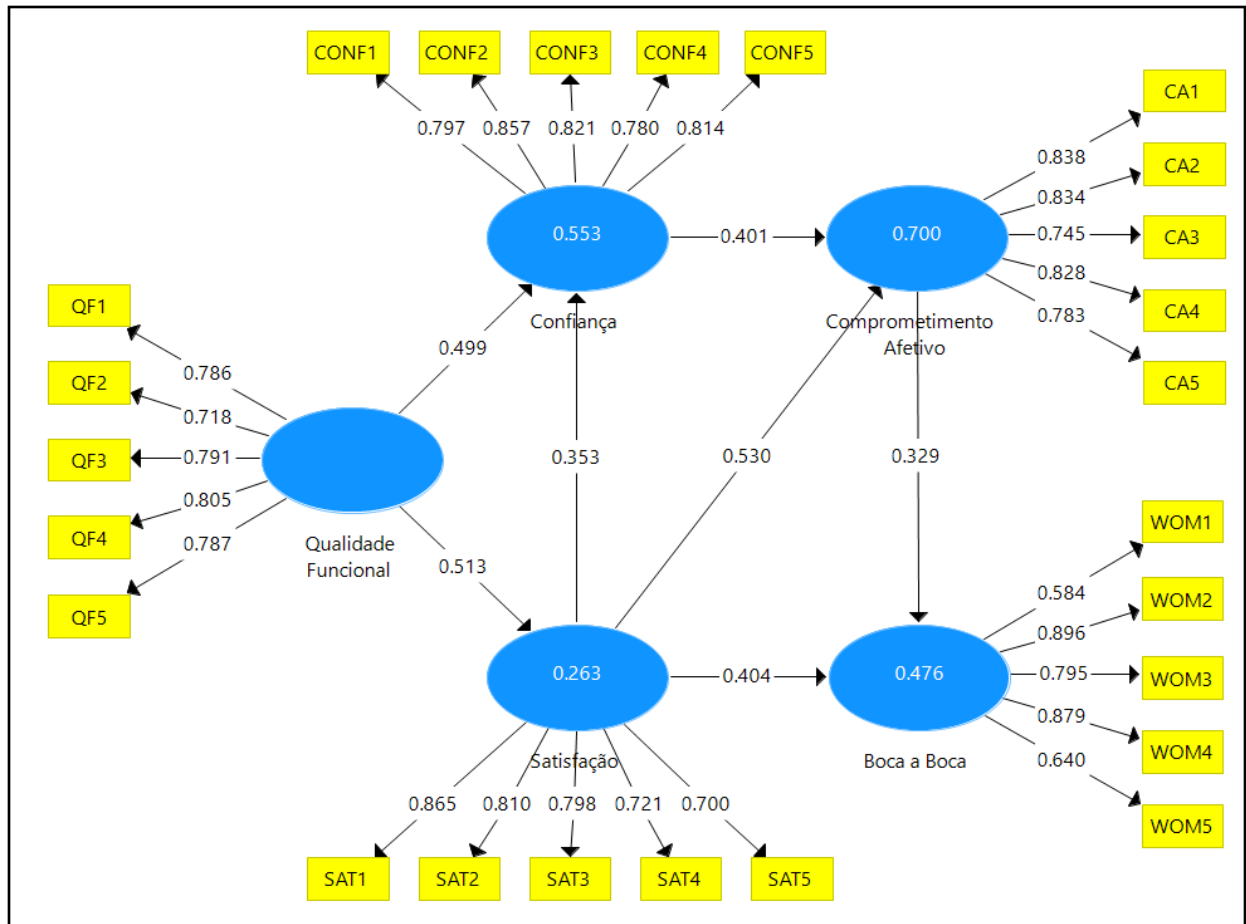 CONF1 CONF2 CONF3 CONF4 CONF5
0.797 0.857 0.821 0.780 0.814
CA1
CA2
CA3
CA4
CA5
0.838
0.834
0.745
0.828
0.783
0.553
Confiança
0.401
0.700
Comprometimento
Afetivo
QF1
QF2
QF3
QF4
QF5
0.786
0.718
0.791
0.805
0.787
Qualidade
Funcional
0.499
0.513
0.353
0.530
0.329
0.263
Satisfação
0.404
0.476
Boca a Boca
0.584
0.896
0.795
0.879
0.640
WOM1
WOM2
WOM3
WOM4
WOM5
0.865 0.810 0.798 0.721 0.700
SAT1 SAT2 SAT3 SAT4 SAT5